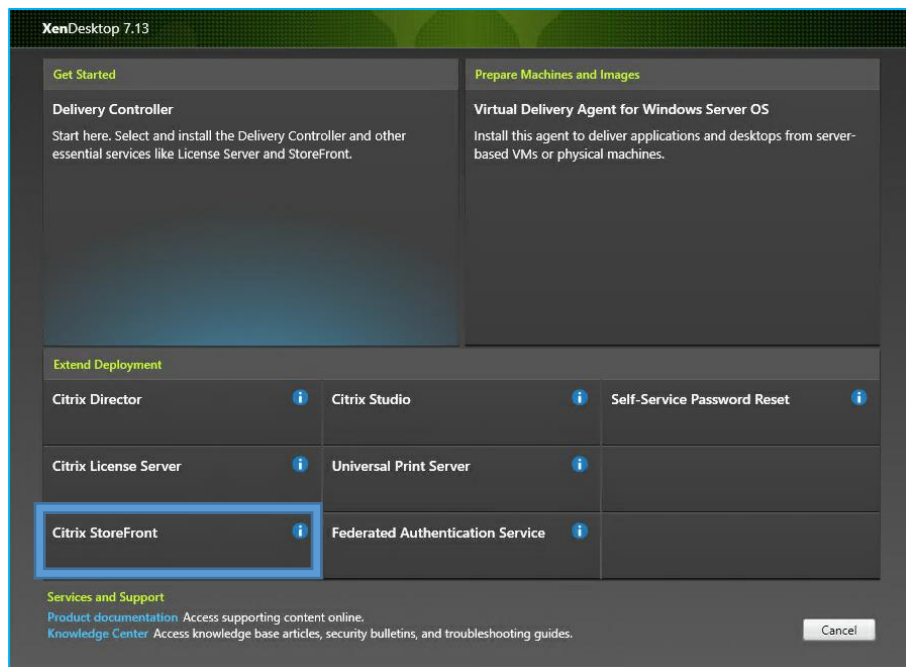 XenDesktop 7.13
Get Started
Delivery Controller
Start here. Select and install the Delivery Controller and other
essential services like License Server and StoreFront.
Prepare Machines and Images
Virtual Delivery Agent for Windows Server OS
Install this agent to deliver applications and desktops from server-
based VMs or physical machines.
Extend Deployment
Citrix Director
Citrix Studio
Self-Service Password Reset
Citrix License Server
Universal Print Server
Citrix StoreFront
Federated Authentication Service
Services and Support
Product documentation Access supporting content online.
Knowledge Center Access knowledge base articles, security bulletins, and troubleshooting guides.
Cancel